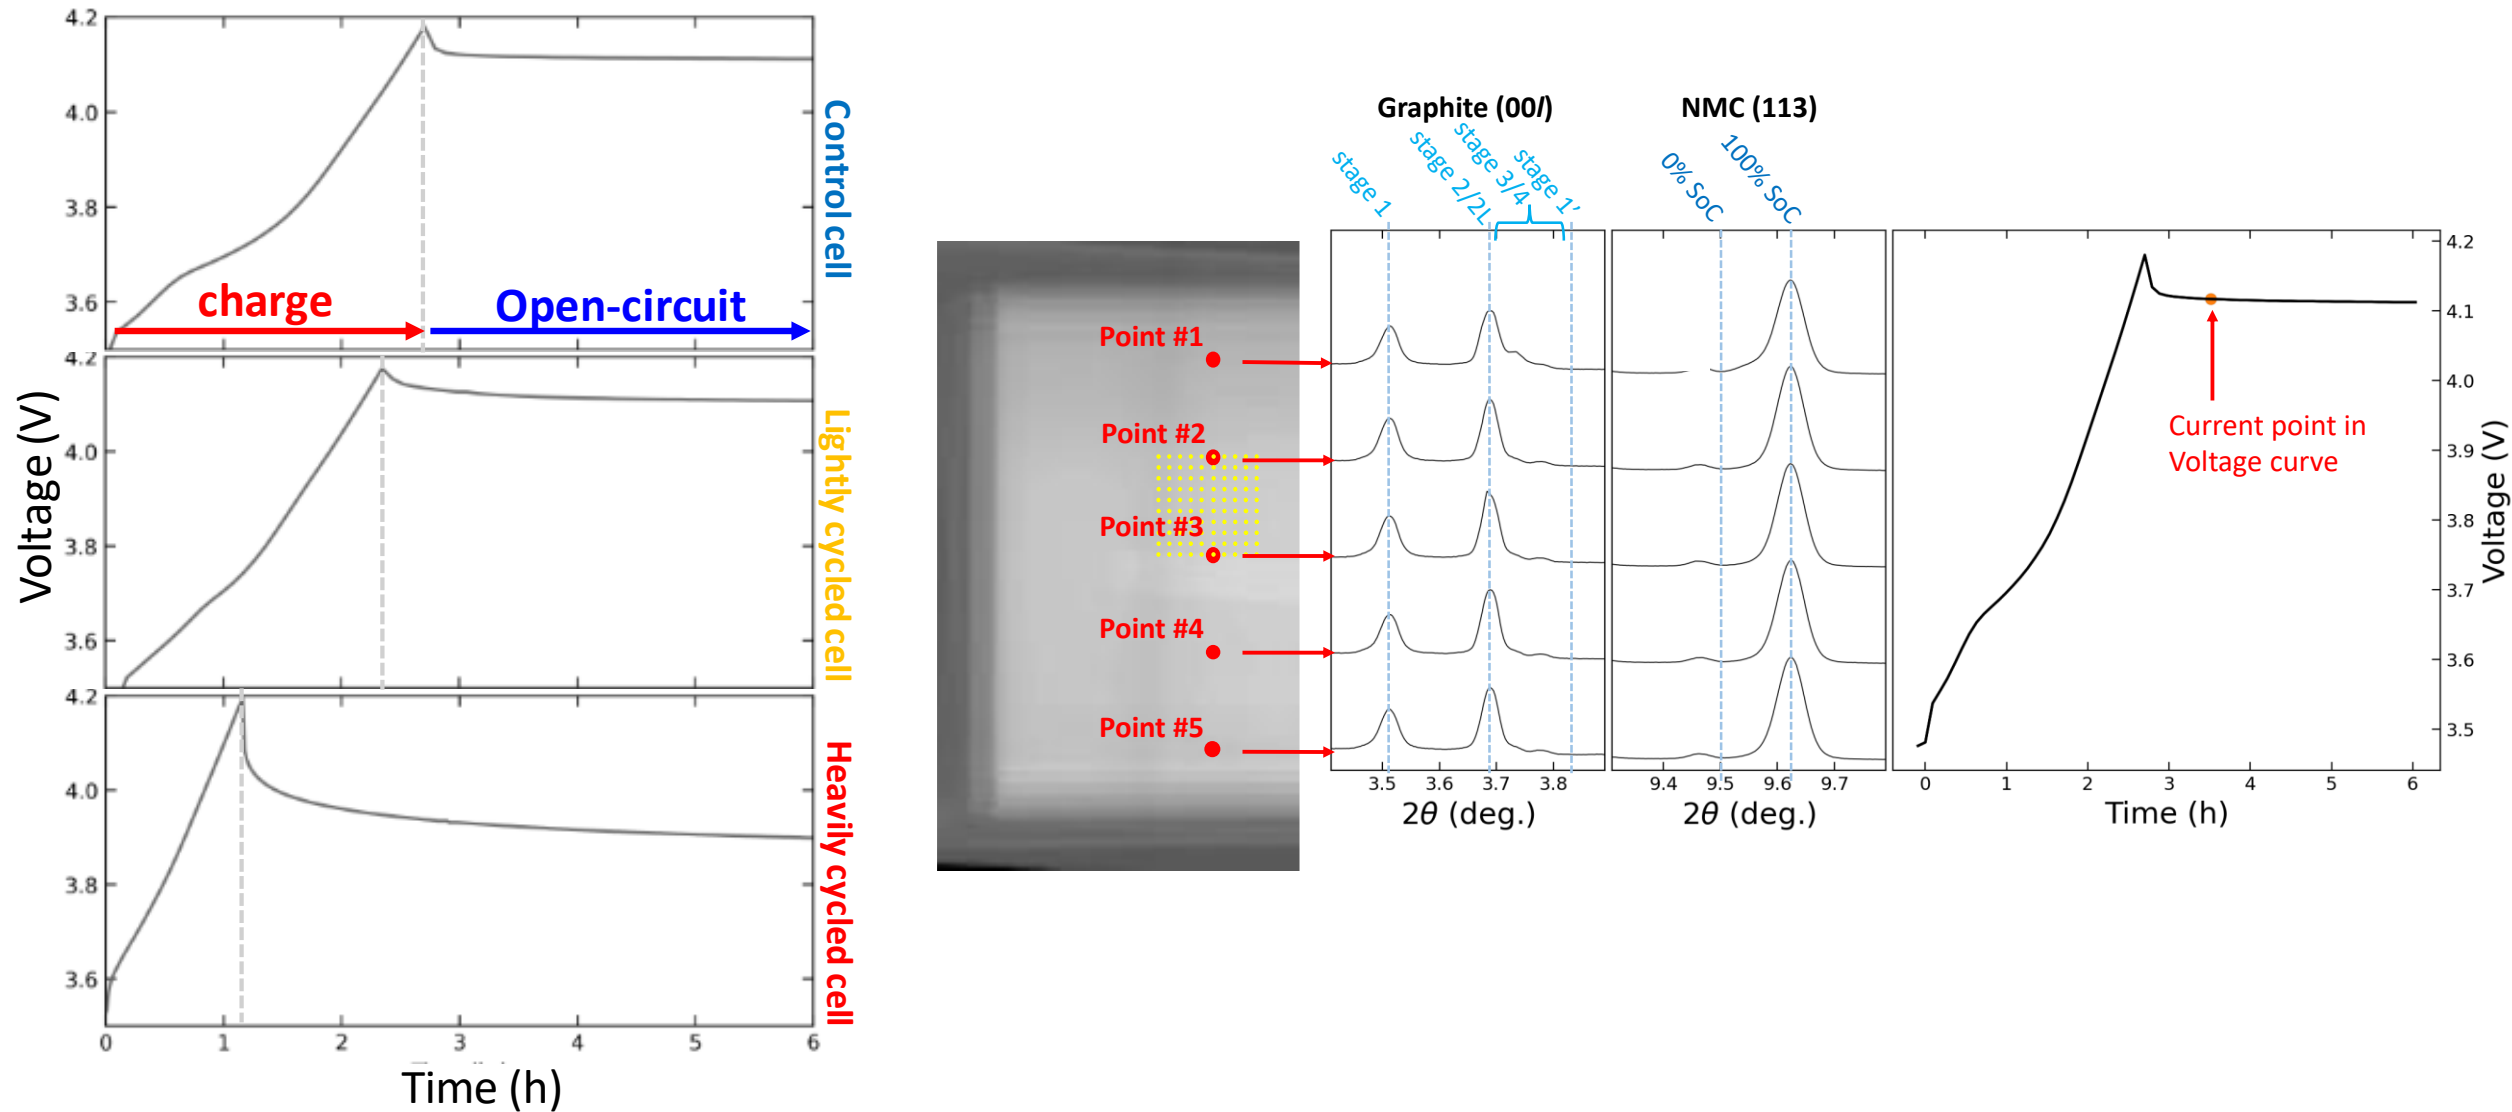 4.2
4.0
3.8
3.6
charge
Open-circuit
Control cell
4.2
4.0
3.8
3.6
Lightly cycled cell
4.2
4.0
3.8
3.6
Heavily cycled cell
0 1 2 3 4 5 6
Time (h)
Voltage (V)
Point #1
Point #2
Point #3
Point #4
Point #5
Graphite (00l)
stage 1
stage 2/2L
stage 3/4
stage 1’
3.5 3.6 3.7 3.8
2θ (deg.)
NMC (113)
0% SoC
100% SoC
9.4 9.5 9.6 9.7
2θ (deg.)
4.2
4.1
4.0
3.9
3.8
3.7
3.6
3.5
Voltage (V)
Current point in
Voltage curve
0 1 2 3 4 5 6
Time (h)